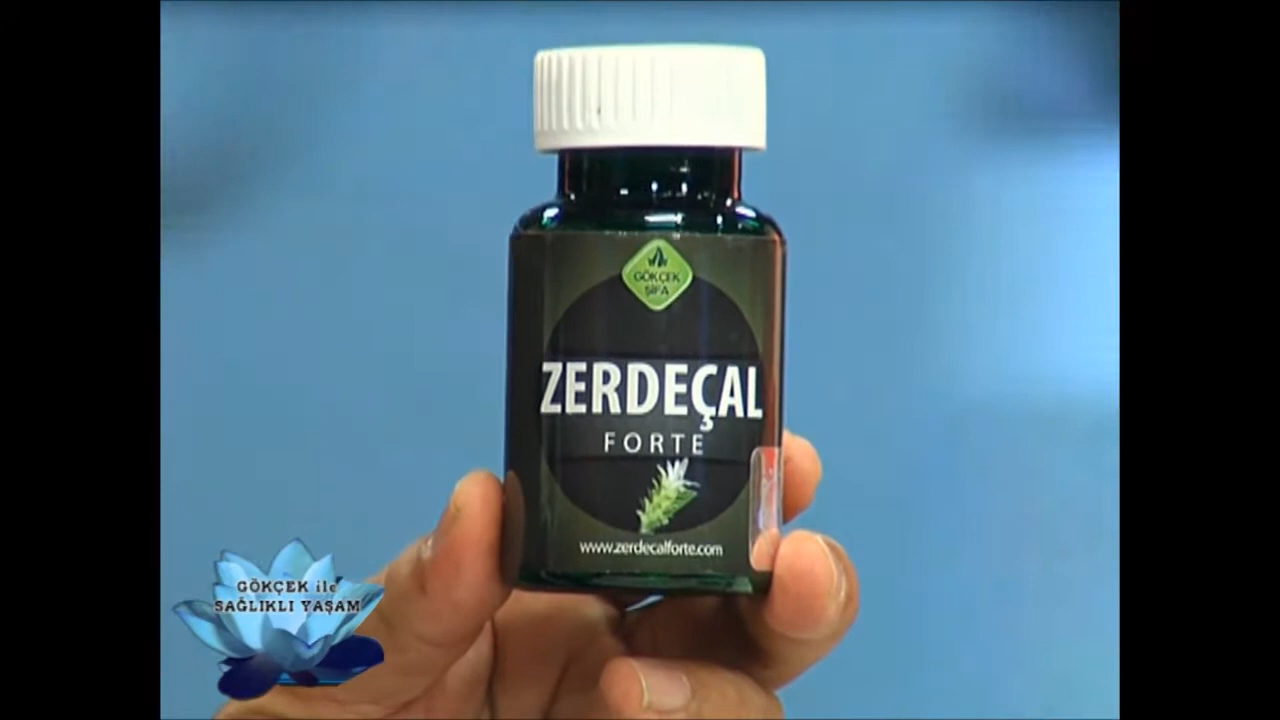 GÖKÇEK
ŞİFA
ZERDEÇAL
FORTE
www.zerdecalforte.com
GÖKÇEK ile
SAĞLIKLI YAŞAM